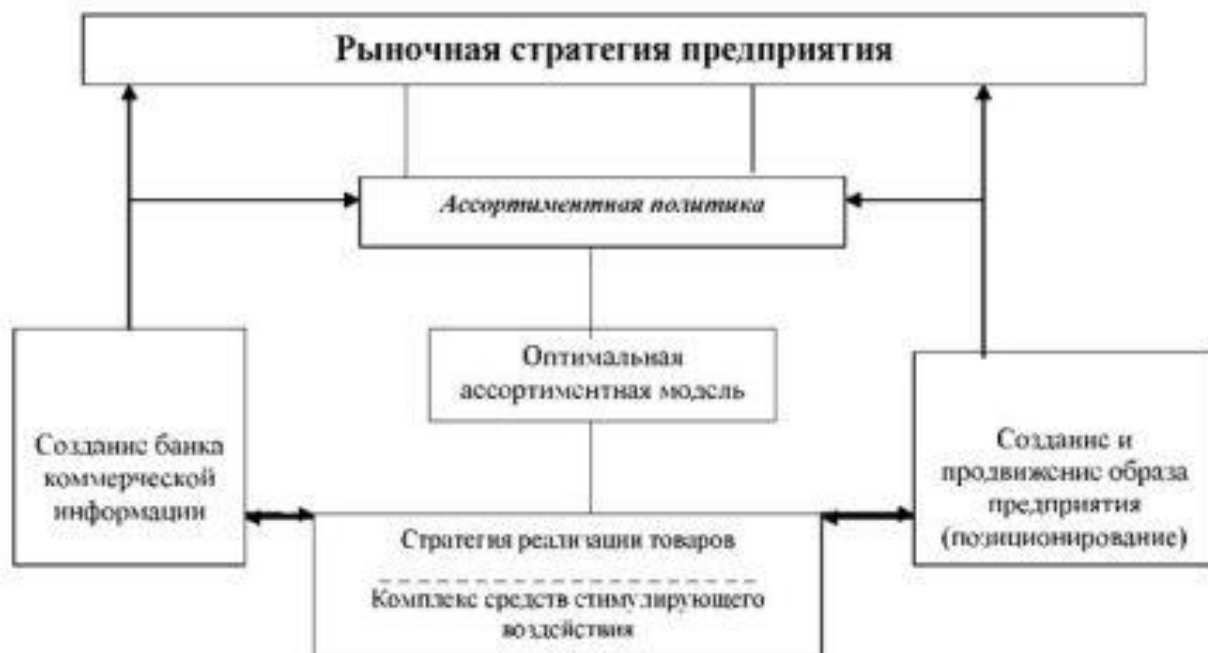 Рыночная стратегия предприятия
Ассортиментная политика
Оптимальная
ассортиментная модель
Создание банка
коммерческой
информации
Создание и
продвижение образа
предприятия
(позиционирование)
Стратегия реализации товаров
Комплекс средств стимулирующего
воздействия